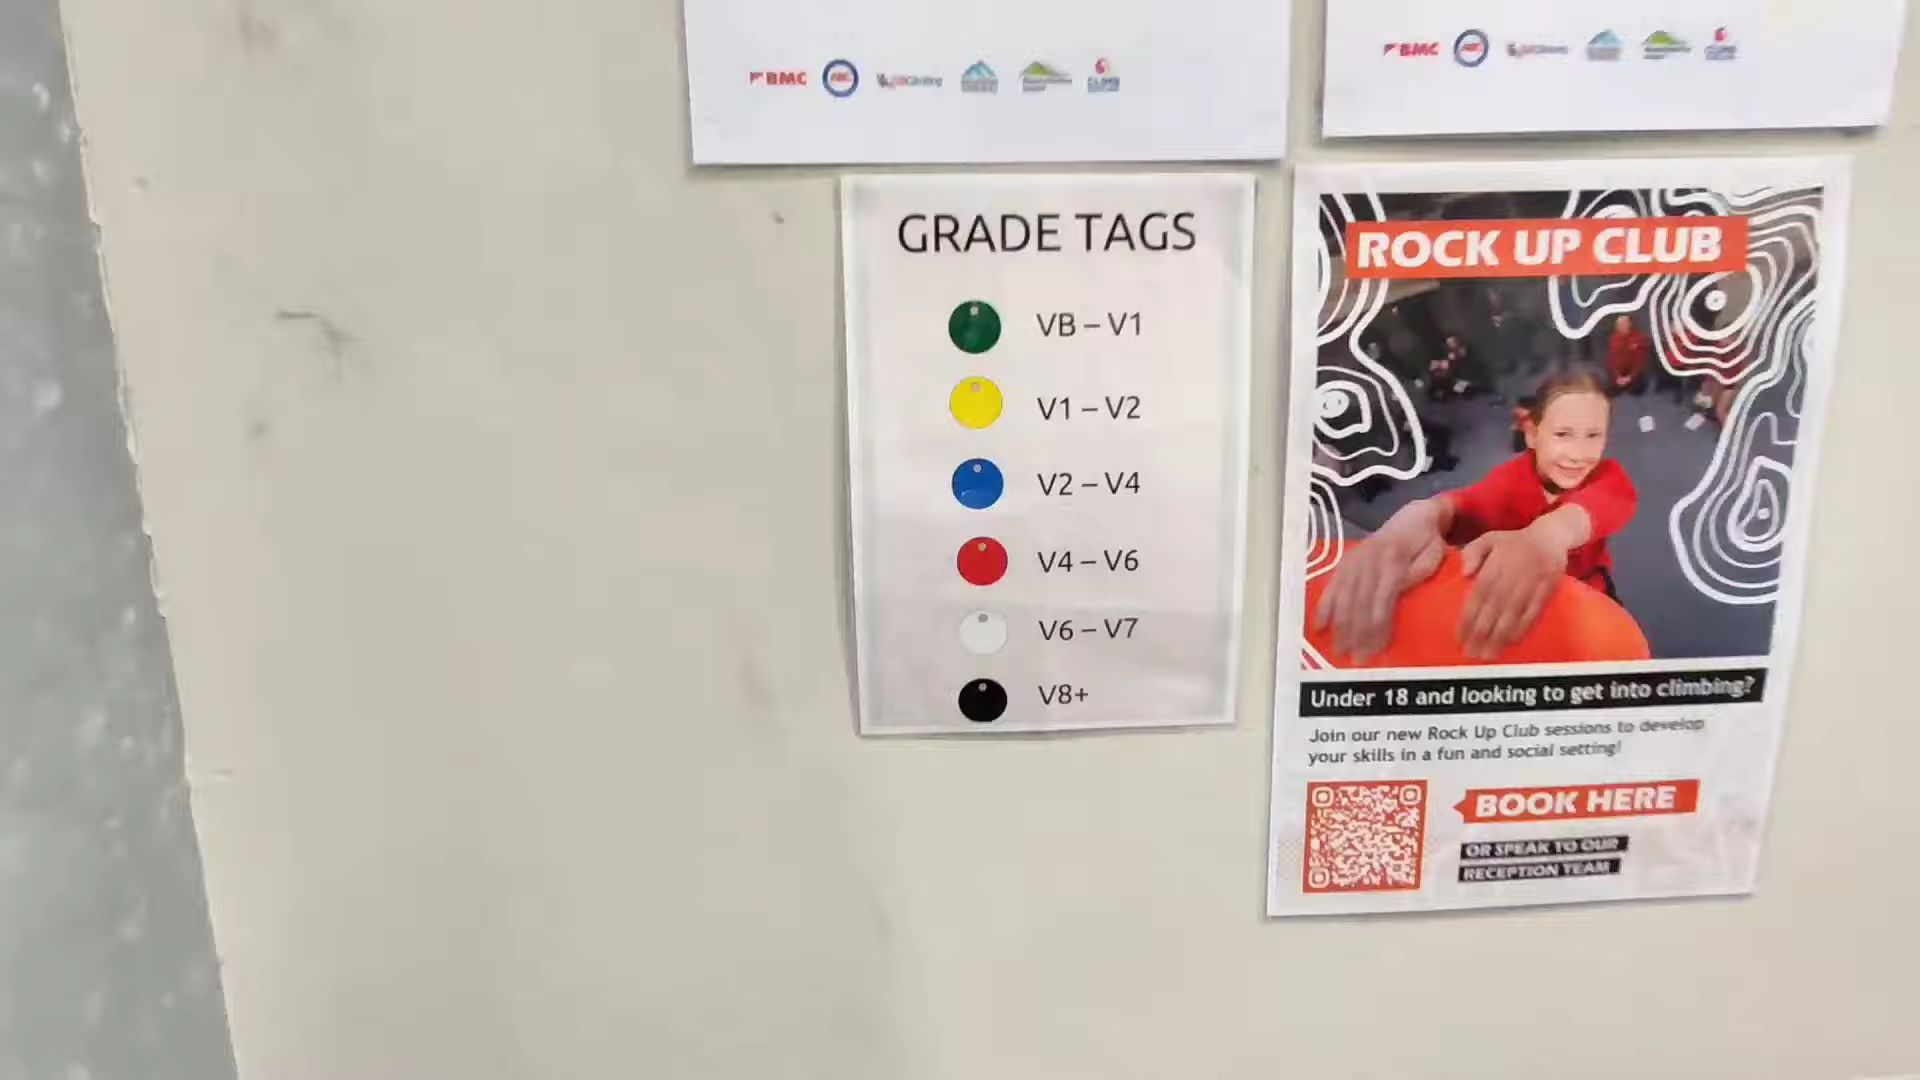 BMC
ABC
BMC
ABC
GRADE TAGS
VB – V1
V1 – V2
V2 – V4
V4 – V6
V6 – V7
V8+
ROCK UP CLUB
Under 18 and looking to get into climbing?
Join our new Rock Up Club sessions to develop
your skills in a fun and social setting!
BOOK HERE
OR SPEAK TO OUR
RECEPTION TEAM